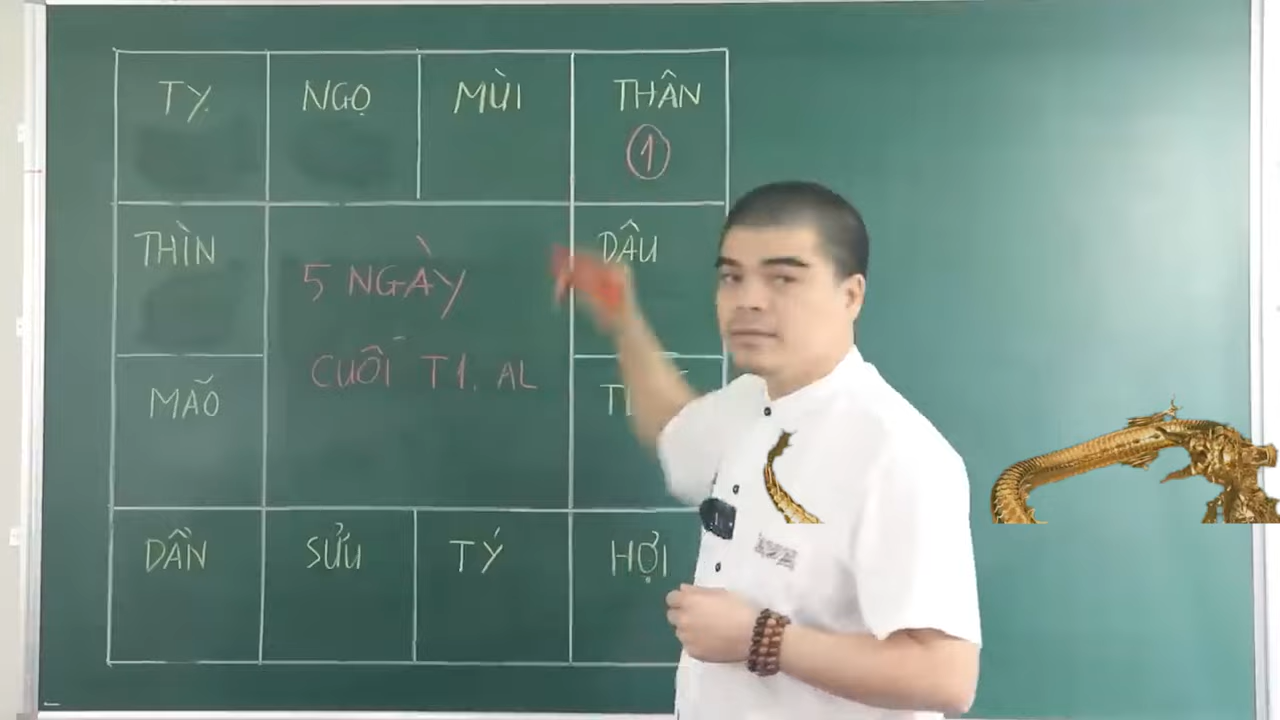 TỴ NGỌ MÙI THÂN
1
THÌN DẬU
5 NGÀY
CUỐI T1. AL
MÃO
DẦN SỬU TÝ HỢI